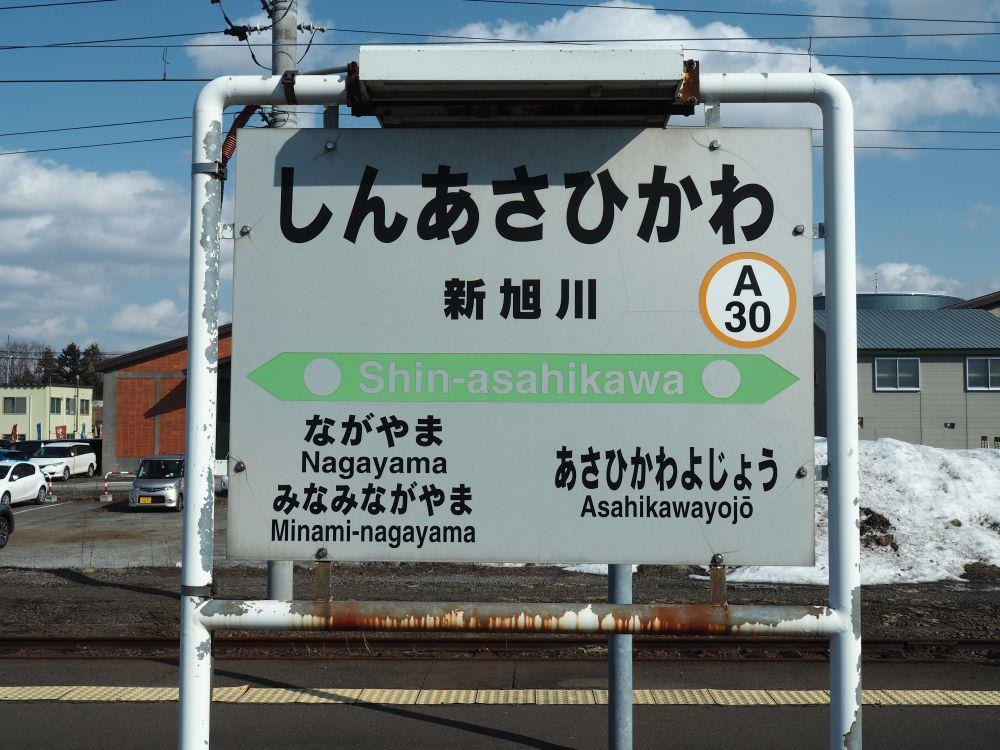 しんあさひかわ
新旭川
A
30
Shin-asahikawa
ながやま
Nagayama
みなみながやま
Minami-nagayama
あさひかわよじょう
Asahikawayojō